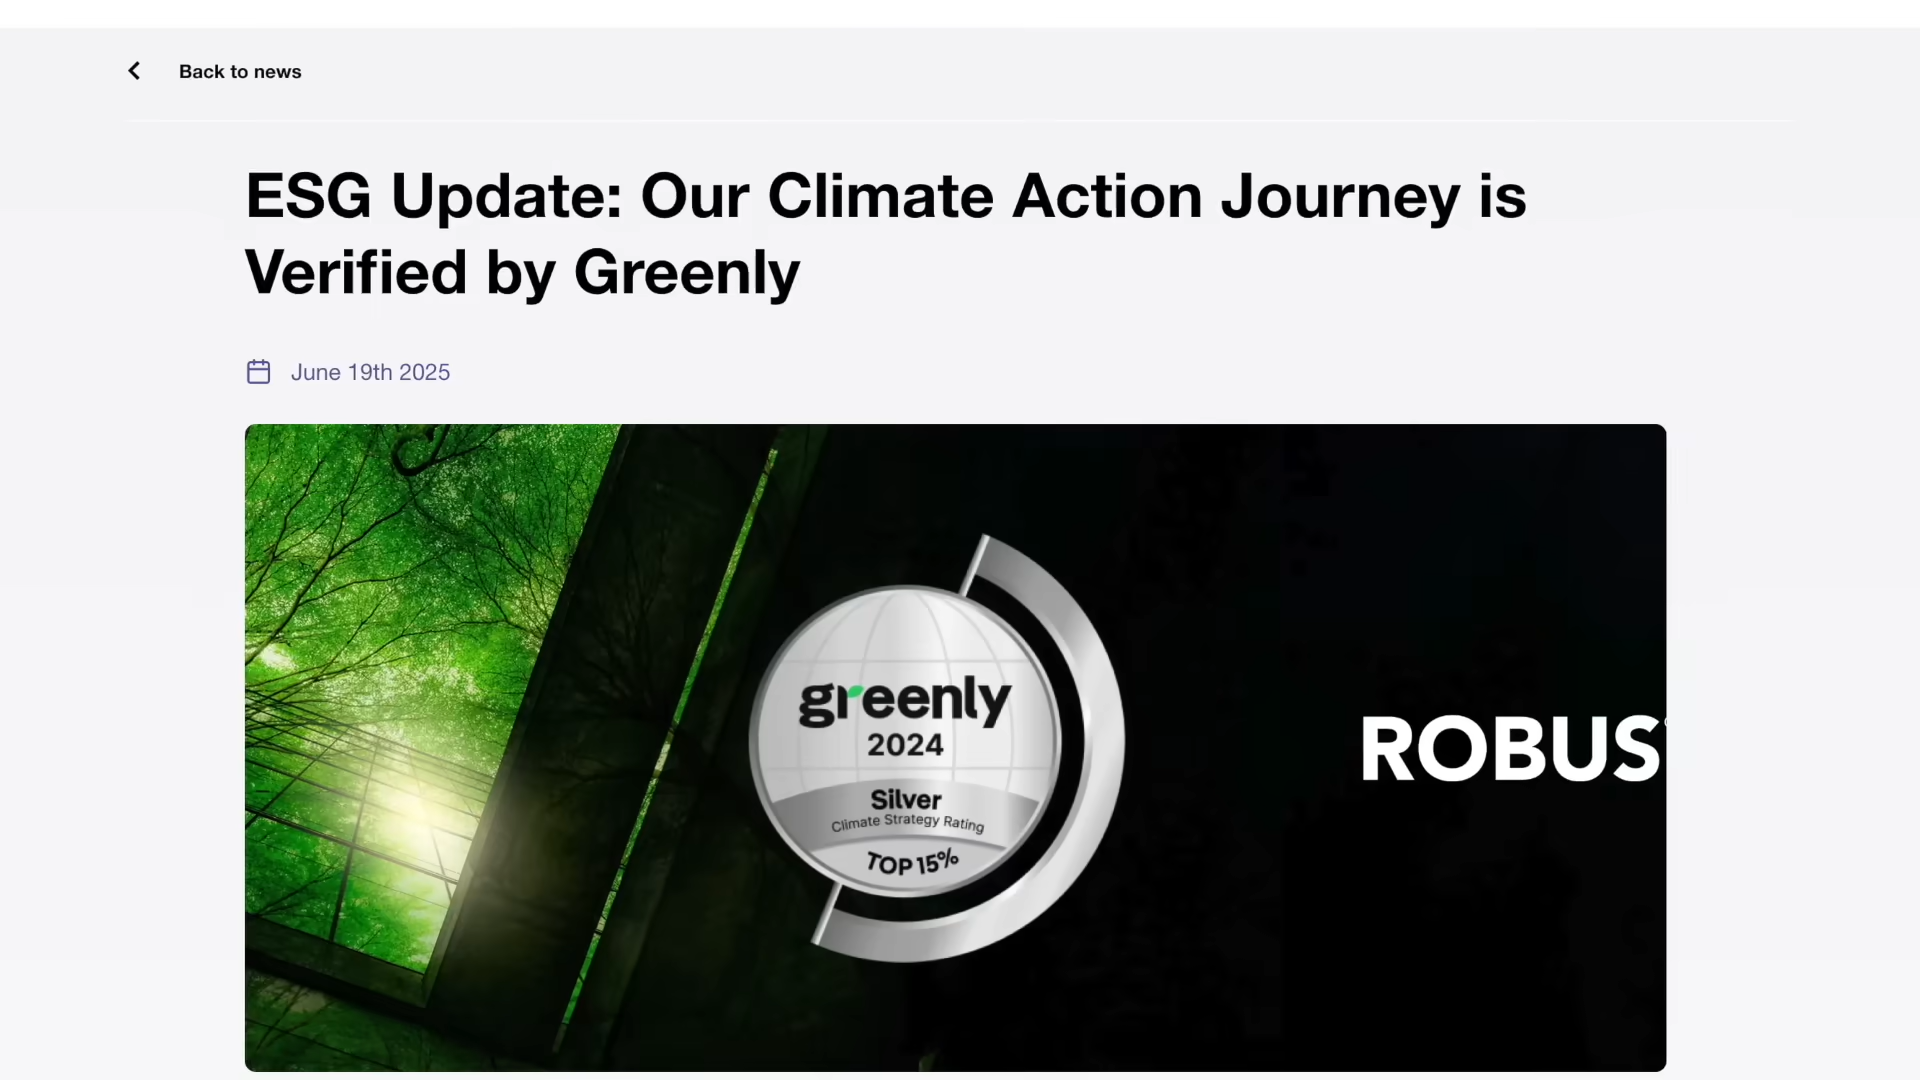 Back to news
ESG Update: Our Climate Action Journey is
Verified by Greenly
June 19th 2025
greenly
2024
Silver
Climate Strategy Rating
TOP 15%
ROBUS